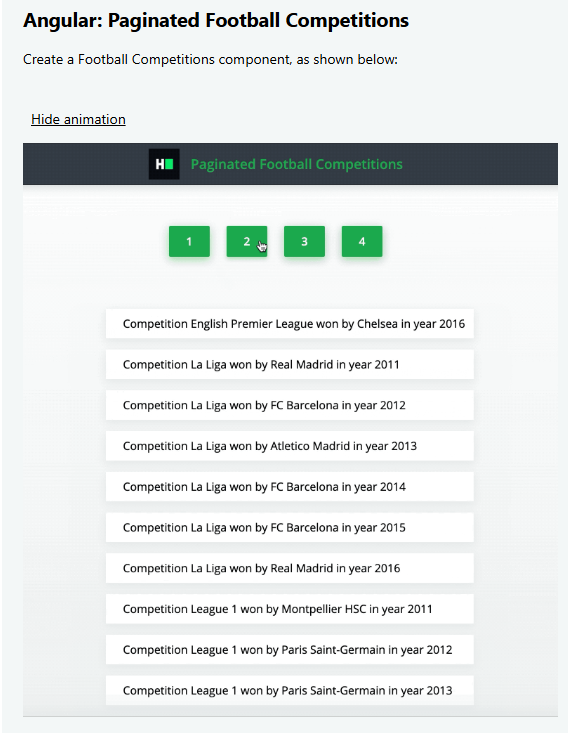 Angular: Paginated Football Competitions
Create a Football Competitions component, as shown below:
Hide animation
H
Paginated Football Competitions
1 2 3 4
Competition English Premier League won by Chelsea in year 2016
Competition La Liga won by Real Madrid in year 2011
Competition La Liga won by FC Barcelona in year 2012
Competition La Liga won by Atletico Madrid in year 2013
Competition La Liga won by FC Barcelona in year 2014
Competition La Liga won by FC Barcelona in year 2015
Competition La Liga won by Real Madrid in year 2016
Competition League 1 won by Montpellier HSC in year 2011
Competition League 1 won by Paris Saint-Germain in year 2012
Competition League 1 won by Paris Saint-Germain in year 2013